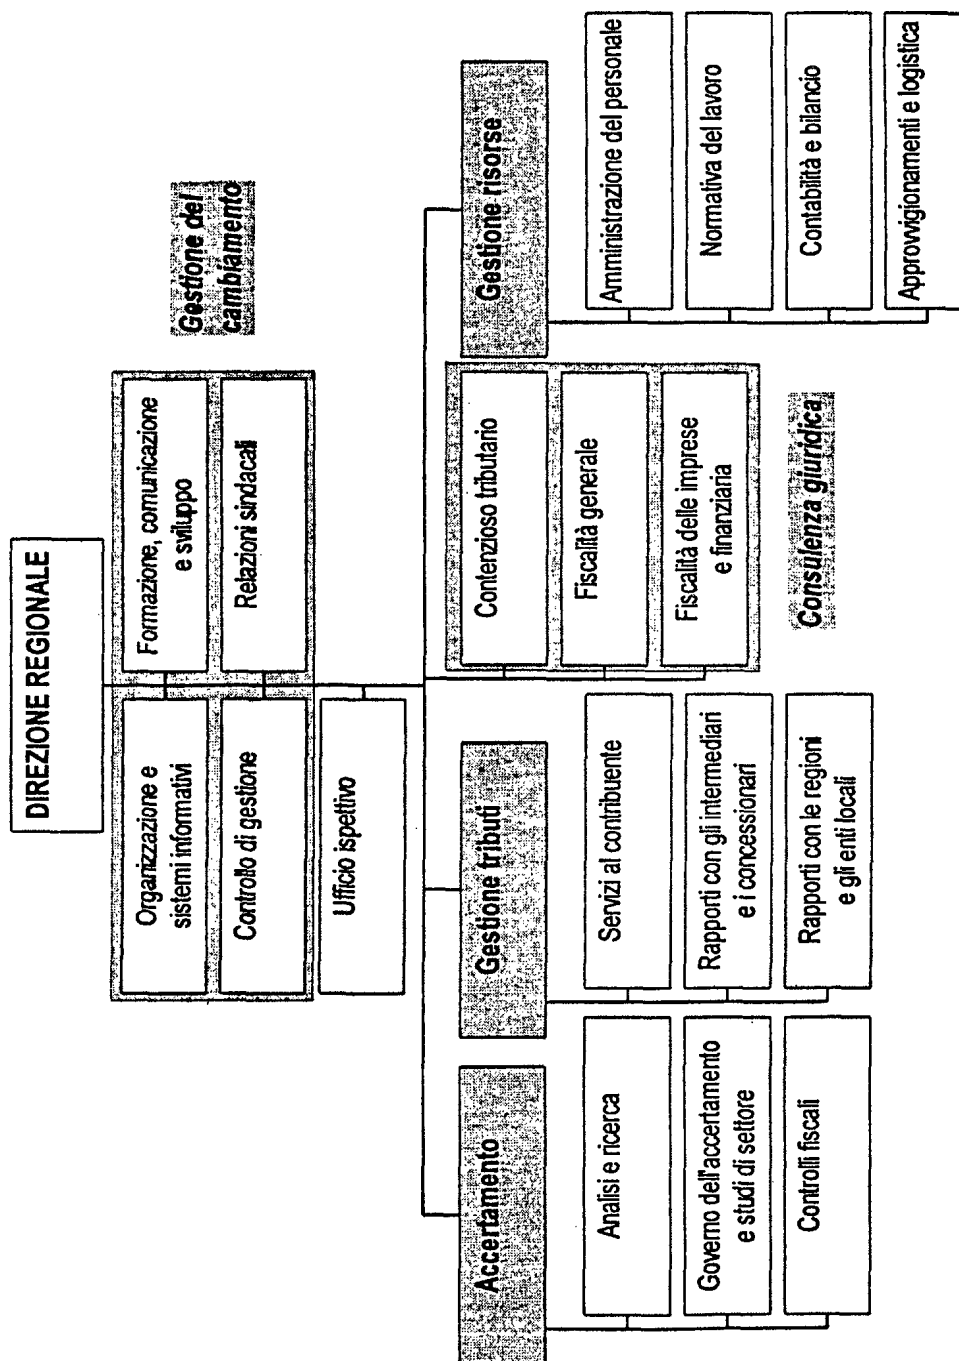 DIREZIONE REGIONALE
Organizzazione e
sistemi informativi
Formazione, comunicazione
e sviluppo
Gestione del
cambiamento
Controllo di gestione
Relazioni sindacali
Ufficio ispettivo
Accertamento
Analisi e ricerca
Governo dell'accertamento
e studi di settore
Controlli fiscali
Gestione tributi
Servizi al contribuente
Rapporti con gli intermediari
e i concessionari
Rapporti con le regioni
e gli enti locali
Contenzioso tributario
Fiscalità generale
Fiscalità delle imprese
e finanziaria
Consulenza giuridica
Gestione risorse
Amministrazione del personale
Normativa del lavoro
Contabilità e bilancio
Approvvigionamenti e logistica